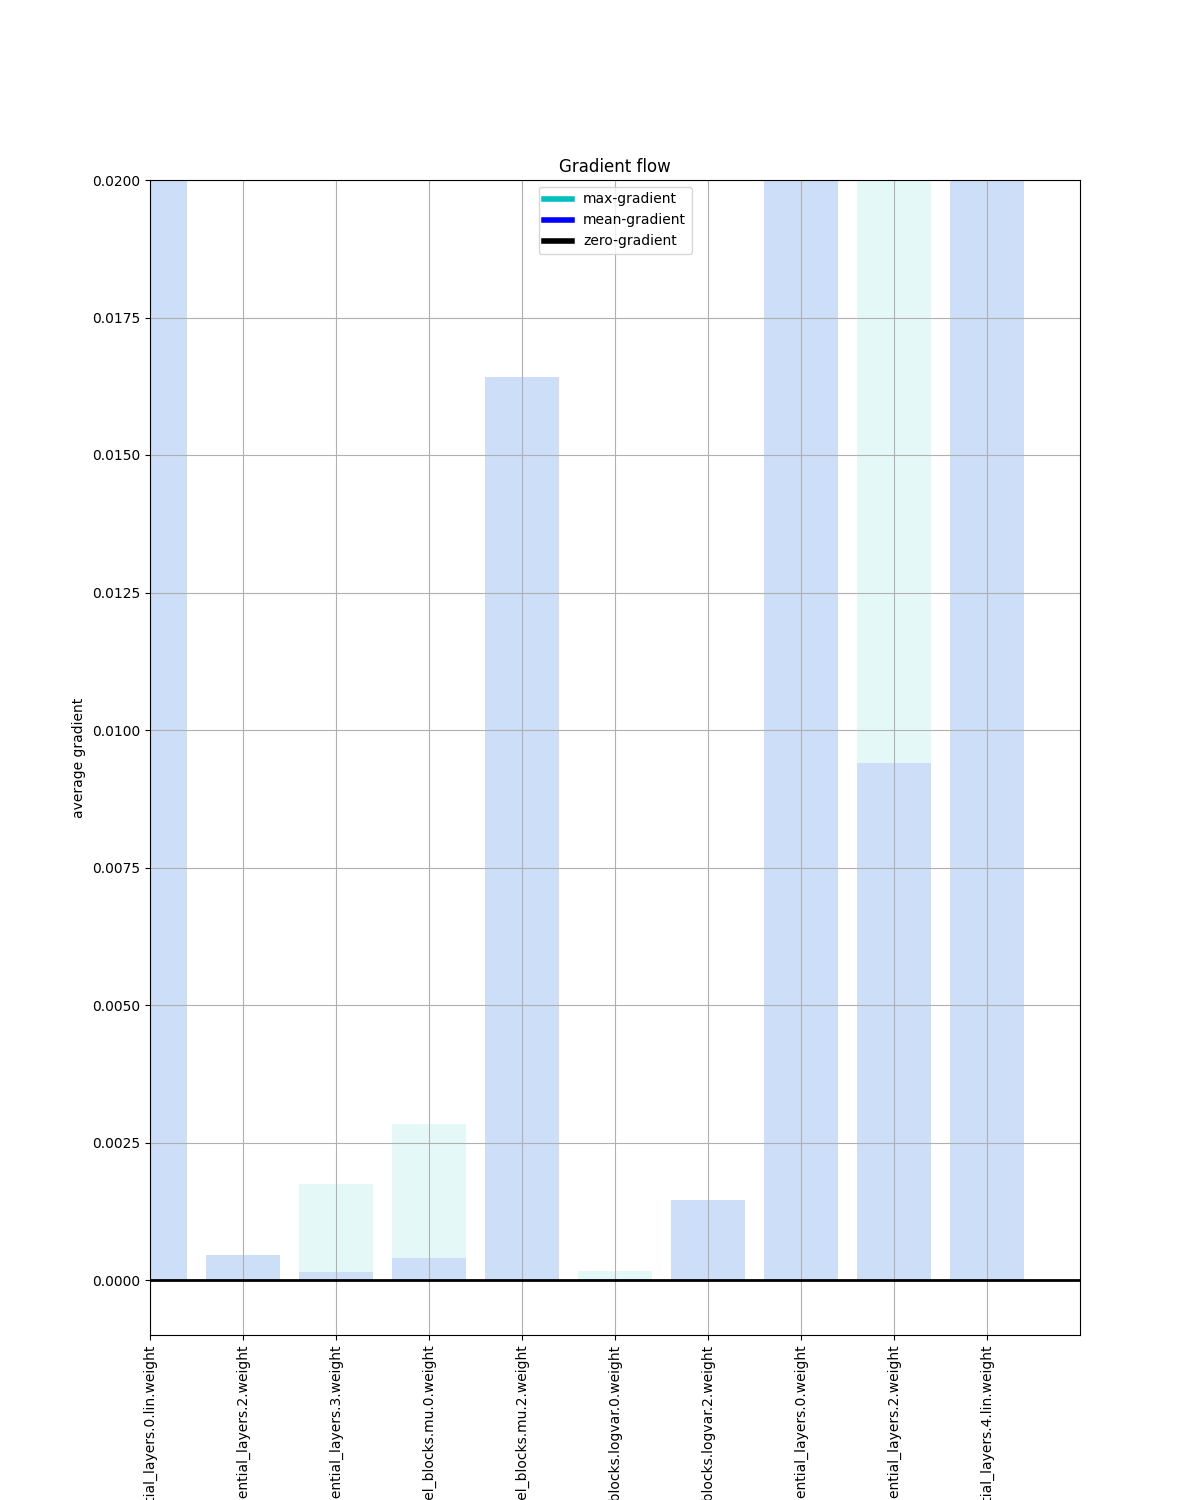 Gradient flow
max-gradient
mean-gradient
zero-gradient
average gradient
0.0200
0.0175
0.0150
0.0125
0.0100
0.0075
0.0050
0.0025
0.0000
tial_layers.0.lin.weight
ential_layers.2.weight
ential_layers.3.weight
el_blocks.mu.0.weight
el_blocks.mu.2.weight
blocks.logvar.0.weight
blocks.logvar.2.weight
ential_layers.0.weight
ential_layers.2.weight
tial_layers.4.lin.weight